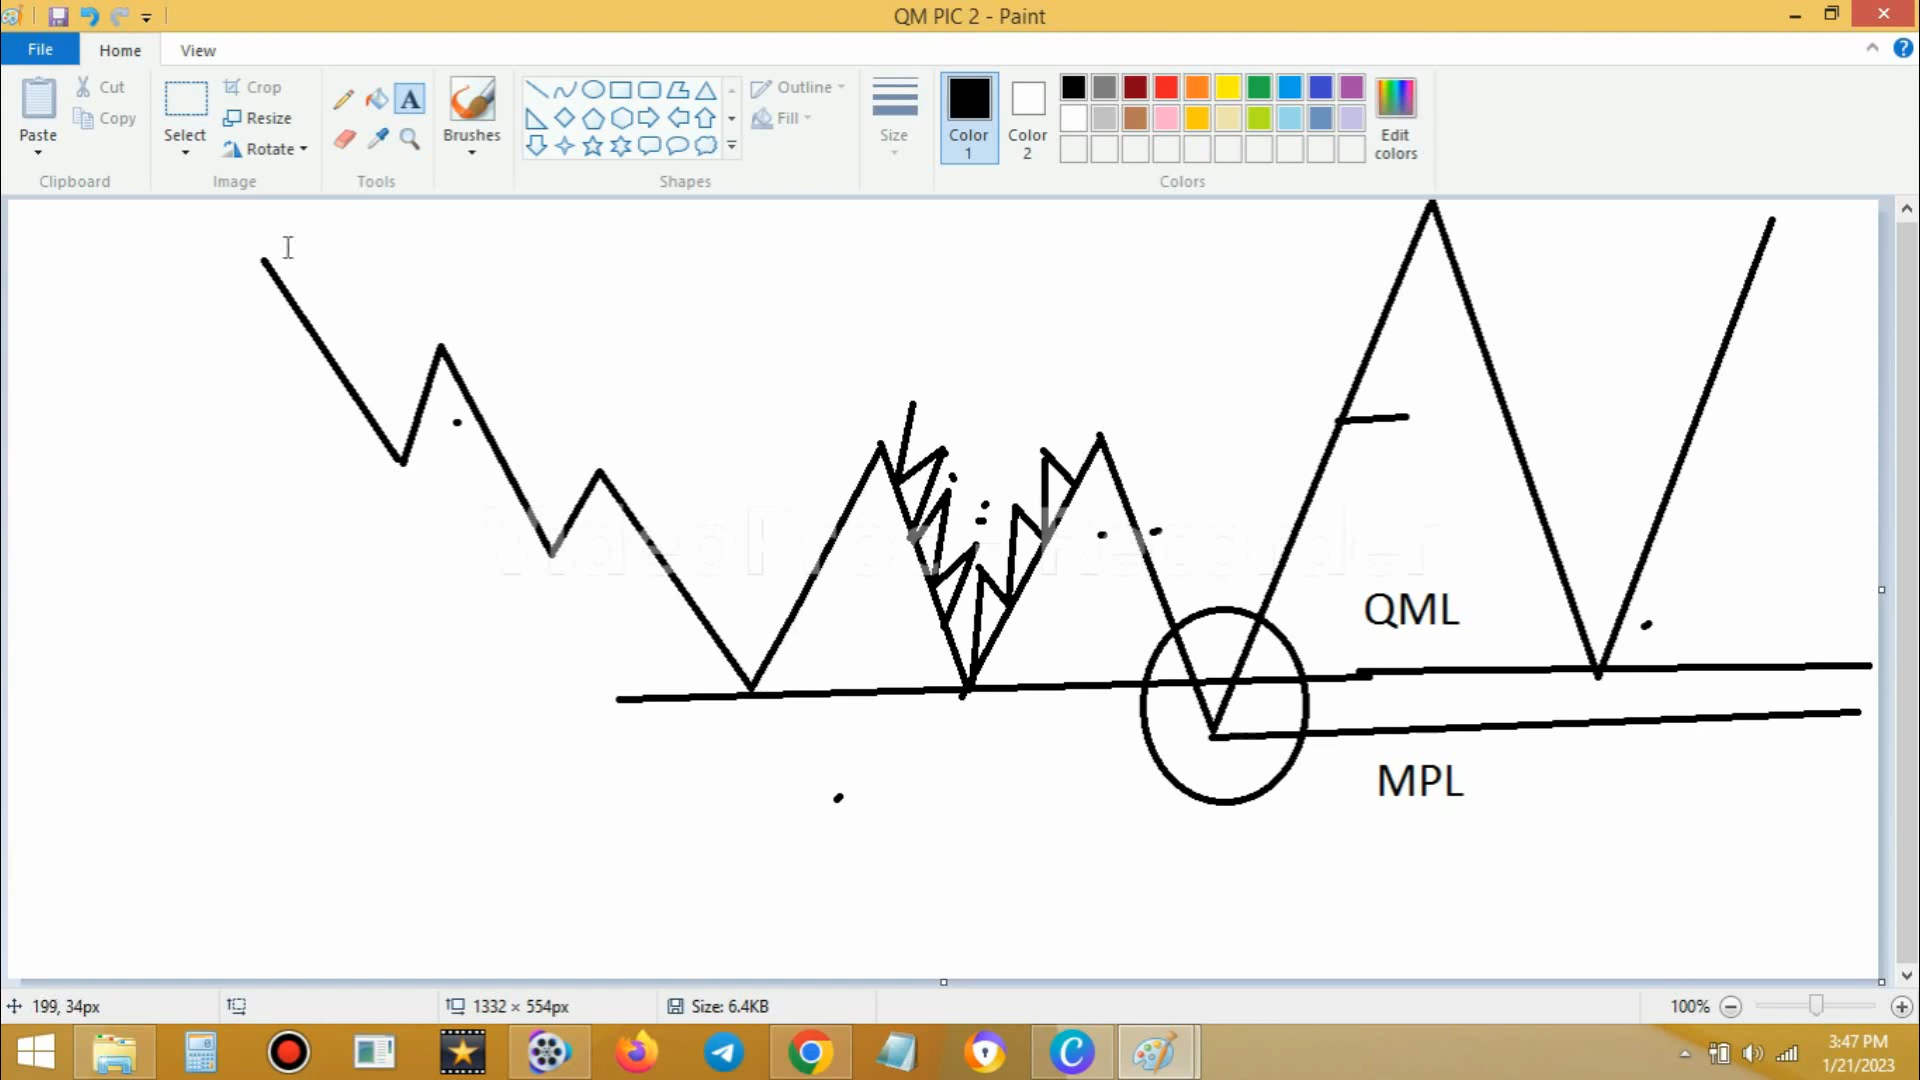 QM PIC 2 - Paint
File
Home
View
Paste
Cut
Copy
Clipboard
Select
Crop
Resize
Rotate
Image
A
Tools
Brushes
Shapes
Outline
Fill
Size
Color
1
Color
2
Edit
colors
Colors
QML
VideoProc Recorder
MPL
199, 34px
1332 × 554px
Size: 6.4KB
100%
3:47 PM
1/21/2023